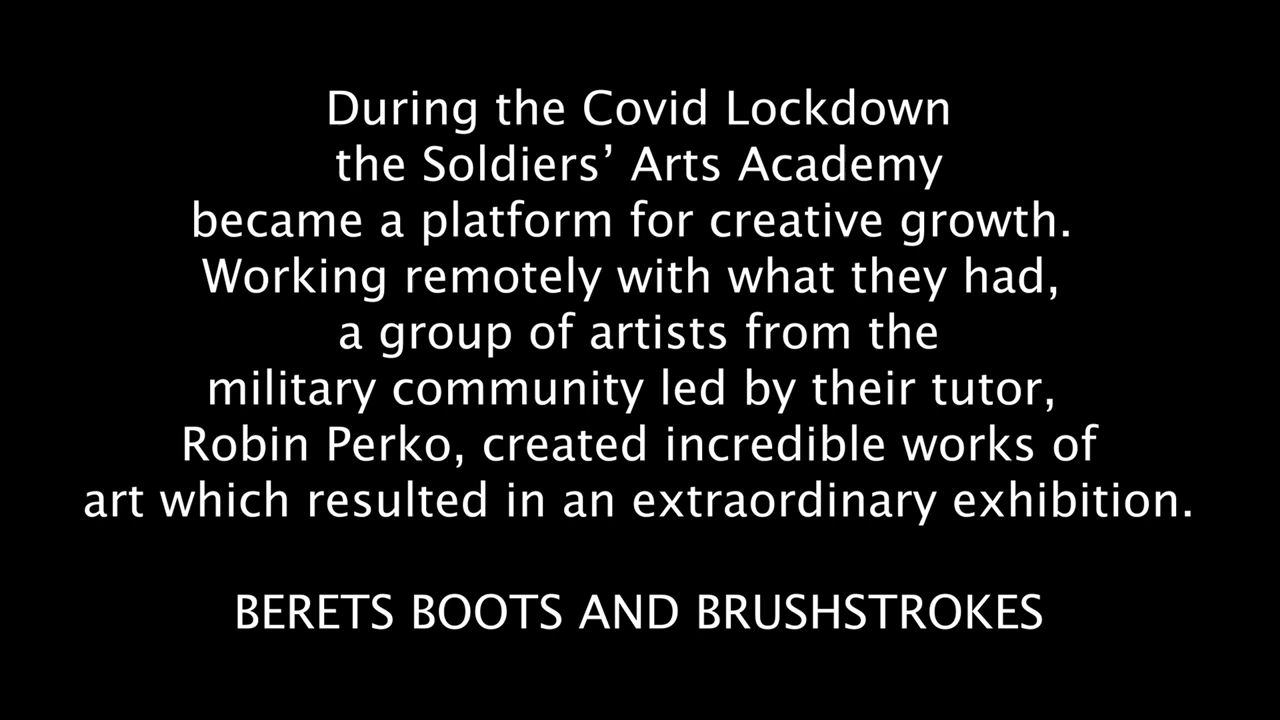 During the Covid Lockdown
the Soldiers’ Arts Academy
became a platform for creative growth.
Working remotely with what they had,
a group of artists from the
military community led by their tutor,
Robin Perko, created incredible works of
art which resulted in an extraordinary exhibition.
BERETS BOOTS AND BRUSHSTROKES